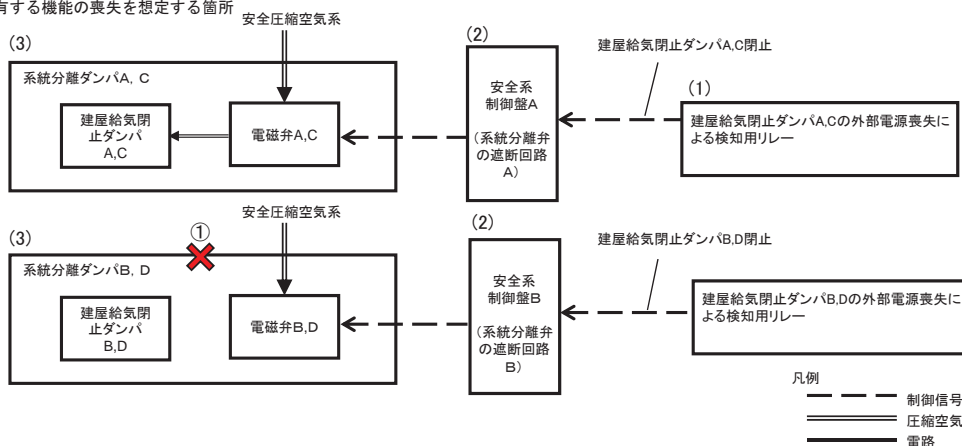 有する機能の喪失を想定する箇所
安全圧縮空気系
(3)
系統分離ダンパA, C
建屋給気閉
止ダンパ
A,C
電磁弁A,C
(2)
安全系
制御盤A
(系統分離弁
の遮断回路
A)
建屋給気閉止ダンパA,C閉止
(1)
建屋給気閉止ダンパA,Cの外部電源喪失に
よる検知用リレー
安全圧縮空気系
(3)
①
系統分離ダンパB, D
建屋給気閉
止ダンパ
B,D
電磁弁B,D
(2)
安全系
制御盤B
(系統分離弁
の遮断回路
B)
建屋給気閉止ダンパB,D閉止
建屋給気閉止ダンパB,Dの外部電源喪失に
よる検知用リレー
凡例
制御信号
圧縮空気
電路